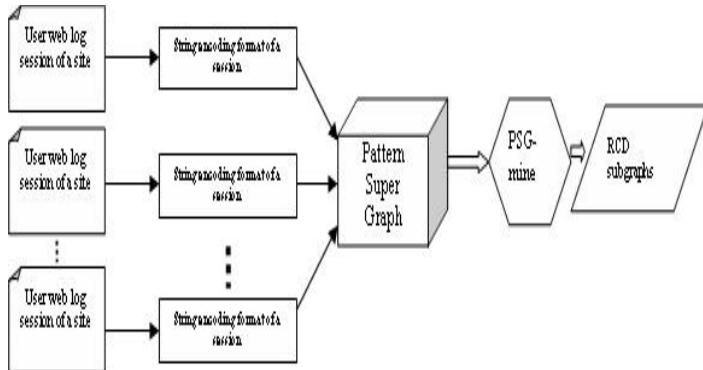 User web log
session of a site
String encoding format of a
session
User web log
session of a site
String encoding format of a
session
Pattern
Super
Graph
PSG-
mine
RCD
subgraphs
User web log
session of a site
String encoding format of a
session